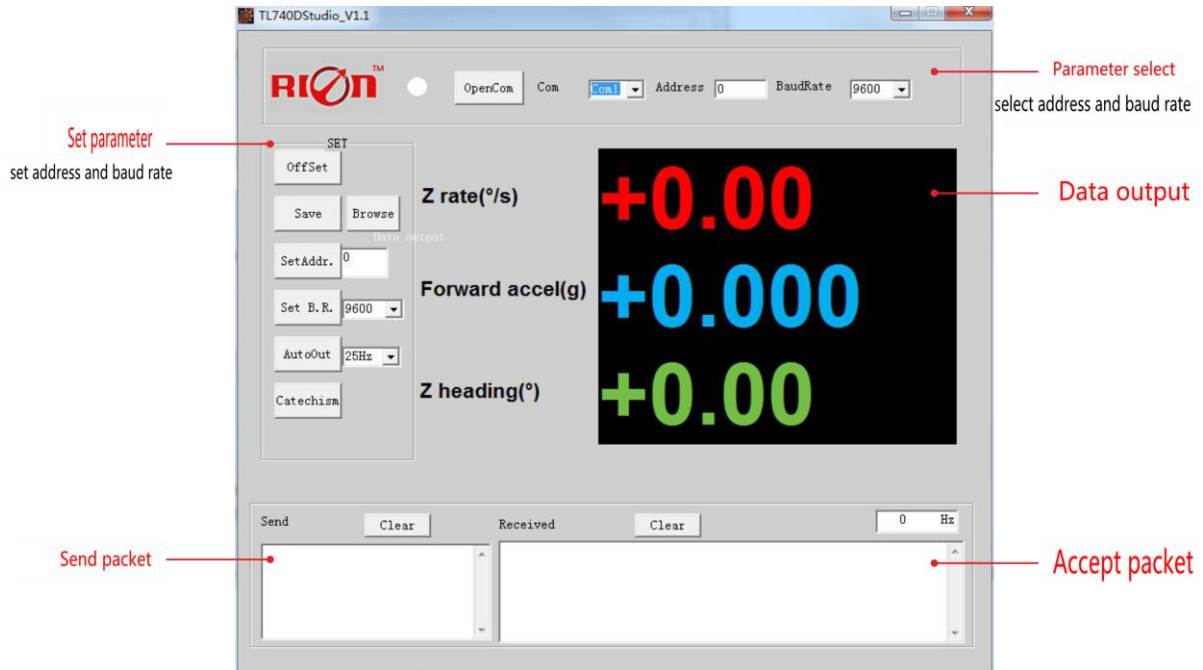 TL740DStudio_V1.1
RION™
OpenCom Com Com1 Address 0 BaudRate 9600
Parameter select
select address and baud rate
Set parameter
set address and baud rate
SET
OffSet
Save Browse
Data output
SetAddr. 0
Set B.R. 9600
AutoOut 25Hz
Catechism
Z rate(°/s) +0.00
Forward accel(g) +0.000
Z heading(°) +0.00
Data output
Send Clear Received Clear 0 Hz
Send packet
Accept packet